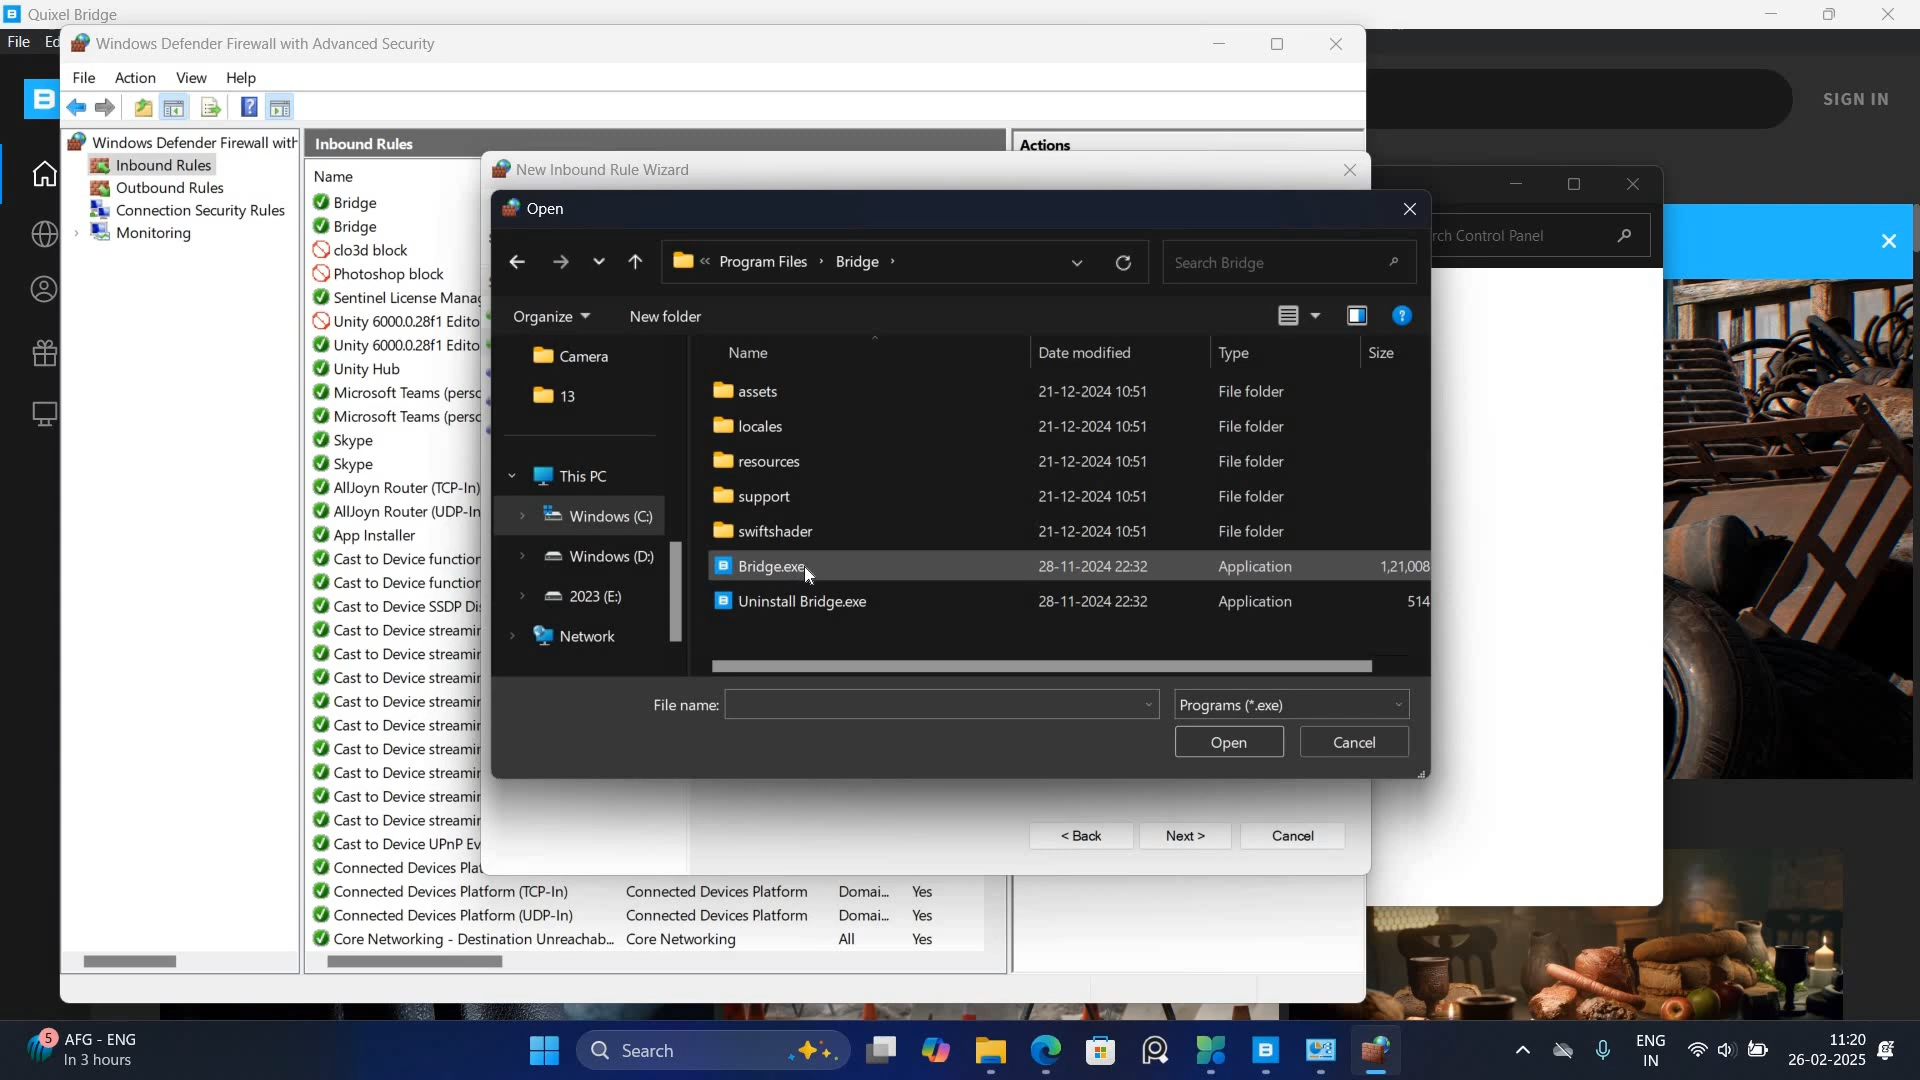 Quixel Bridge
File Ed
Windows Defender Firewall with Advanced Security
File Action View Help
SIGN IN
Windows Defender Firewall with
Inbound Rules
Outbound Rules
Connection Security Rules
Monitoring
Inbound Rules
Name
Bridge
Bridge
clo3d block
Photoshop block
Sentinel License Manag
Unity 6000.0.28f1 Edito
Unity 6000.0.28f1 Edito
Unity Hub
Microsoft Teams (perso
Microsoft Teams (perso
Skype
Skype
AllJoyn Router (TCP-In)
AllJoyn Router (UDP-In
App Installer
Cast to Device function
Cast to Device function
Cast to Device SSDP Di
Cast to Device streamin
Cast to Device streamin
Cast to Device streamin
Cast to Device streamin
Cast to Device streamin
Cast to Device streamin
Cast to Device streamin
Cast to Device streamin
Cast to Device streamin
Cast to Device UPnP Ev
Connected Devices Plat
Connected Devices Platform (TCP-In) Connected Devices Platform Domai... Yes
Connected Devices Platform (UDP-In) Connected Devices Platform Domai... Yes
Core Networking - Destination Unreachab... Core Networking All Yes
Actions
New Inbound Rule Wizard
Open
« Program Files › Bridge ›
Search Bridge
rch Control Panel
Organize New folder
Camera
13
This PC
Windows (C:)
Windows (D:)
2023 (E:)
Network
Name Date modified Type Size
assets 21-12-2024 10:51 File folder
locales 21-12-2024 10:51 File folder
resources 21-12-2024 10:51 File folder
support 21-12-2024 10:51 File folder
swiftshader 21-12-2024 10:51 File folder
Bridge.exe 28-11-2024 22:32 Application 1,21,008
Uninstall Bridge.exe 28-11-2024 22:32 Application 514
File name: Programs (*.exe)
Open Cancel
< Back Next > Cancel
5
AFG - ENG
In 3 hours
Search
ENG
IN
11:20
26-02-2025